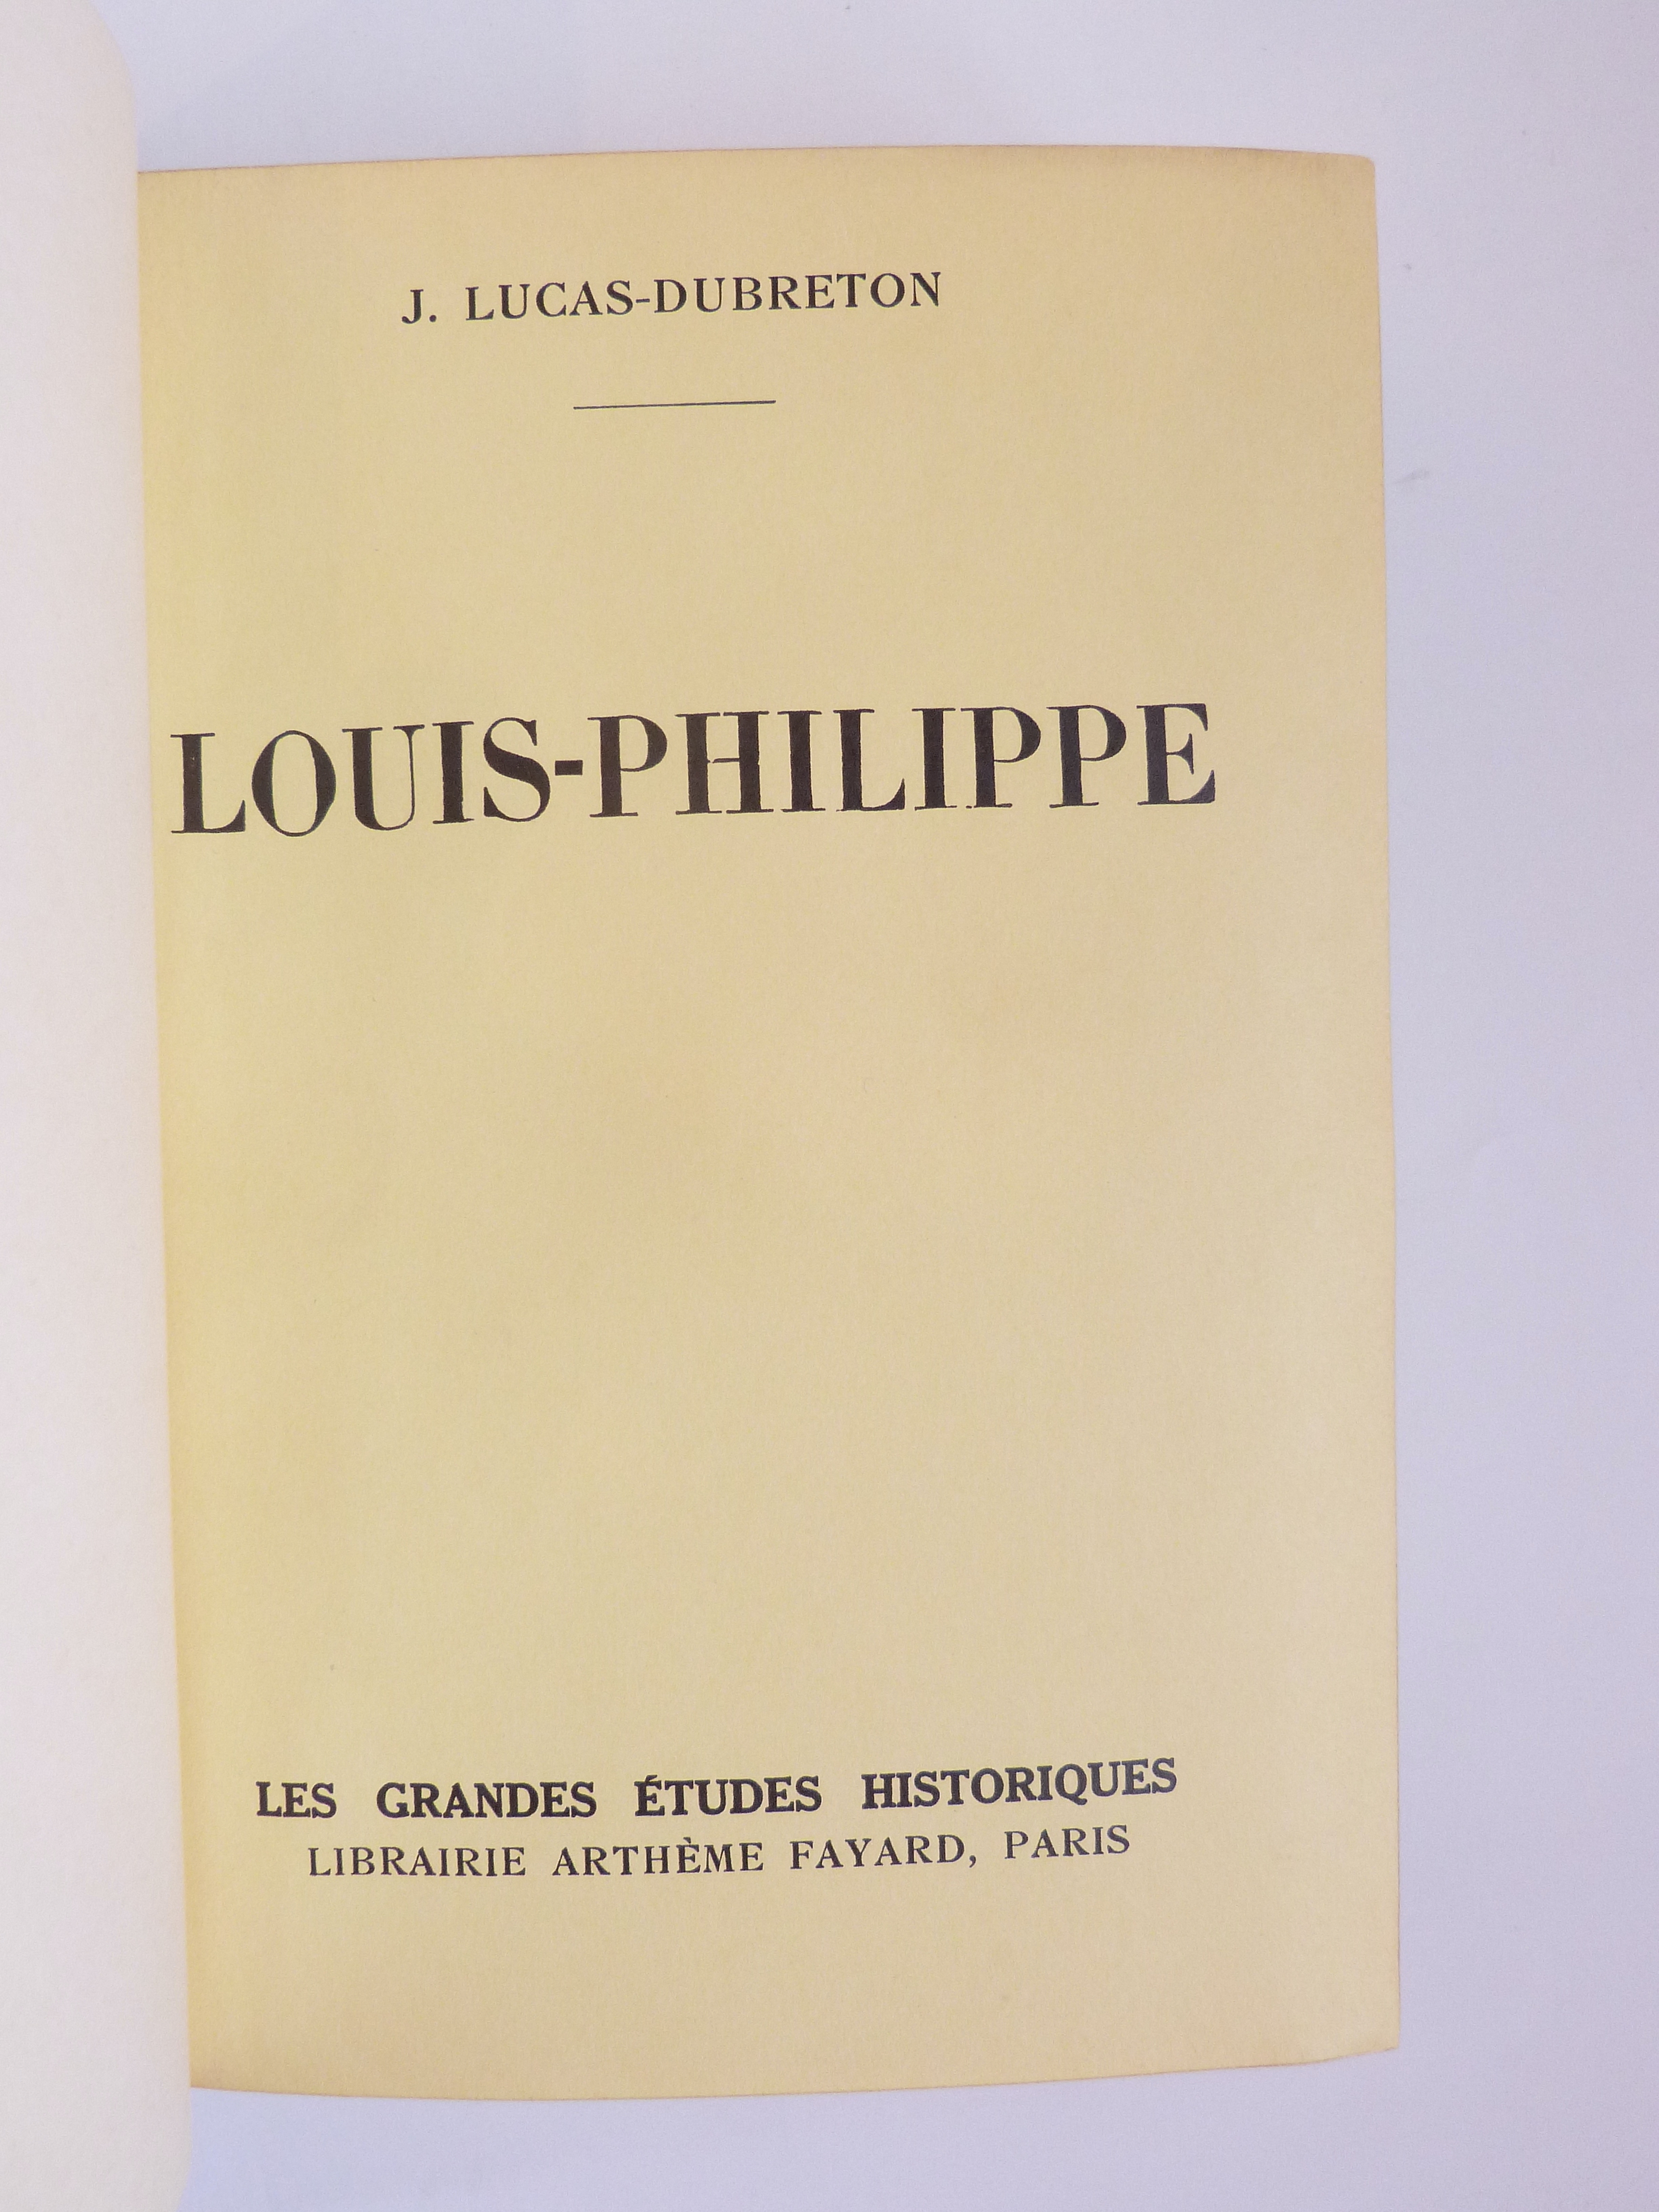 J. LUCAS-DUBRETON
LOUIS-PHILIPPE
LES GRANDES ÉTUDES HISTORIQUES
LIBRAIRIE ARTHÈME FAYARD, PARIS